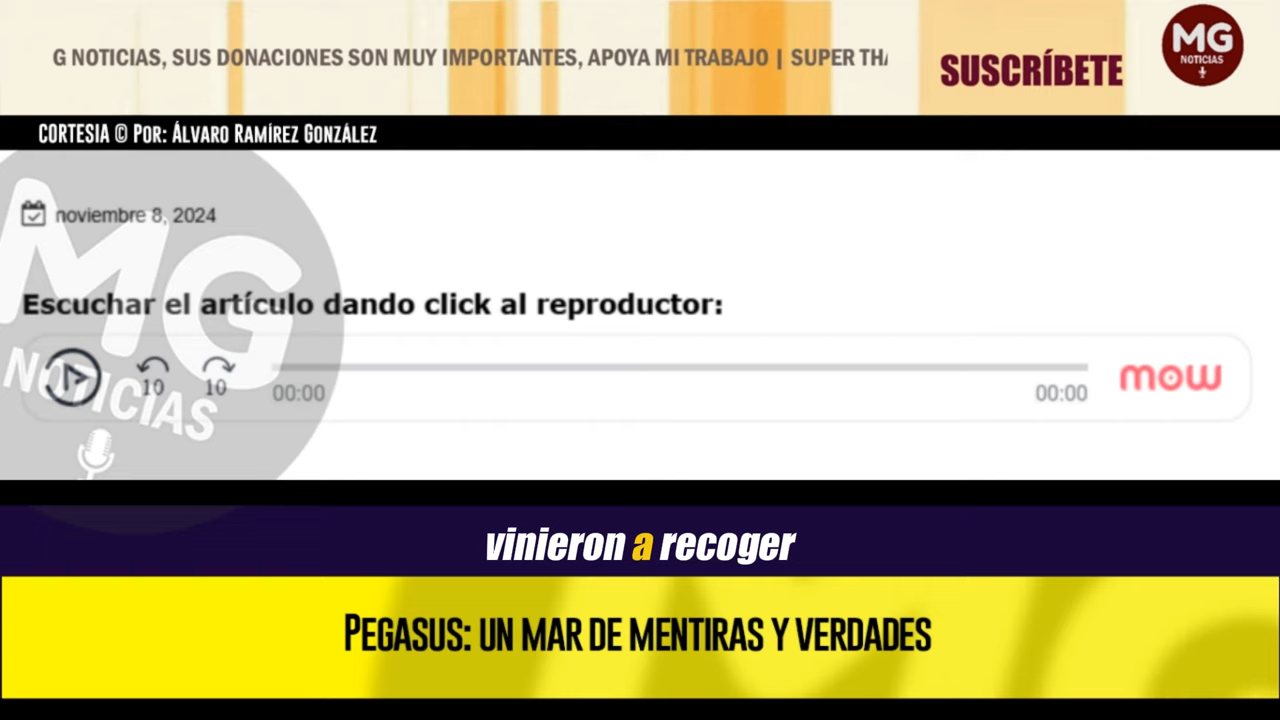 G NOTICIAS, SUS DONACIONES SON MUY IMPORTANTES, APOYA MI TRABAJO | SUPER
SUSCRÍBETE
MG
NOTICIAS
CORTESIA © POR: ÁLVARO RAMÍREZ GONZÁLEZ
noviembre 8, 2024
Escuchar el artículo dando click al reproductor:
10
10
00:00
00:00
mow
MG
NOTICIAS
vinieron a recoger
PEGASUS: UN MAR DE MENTIRAS Y VERDADES